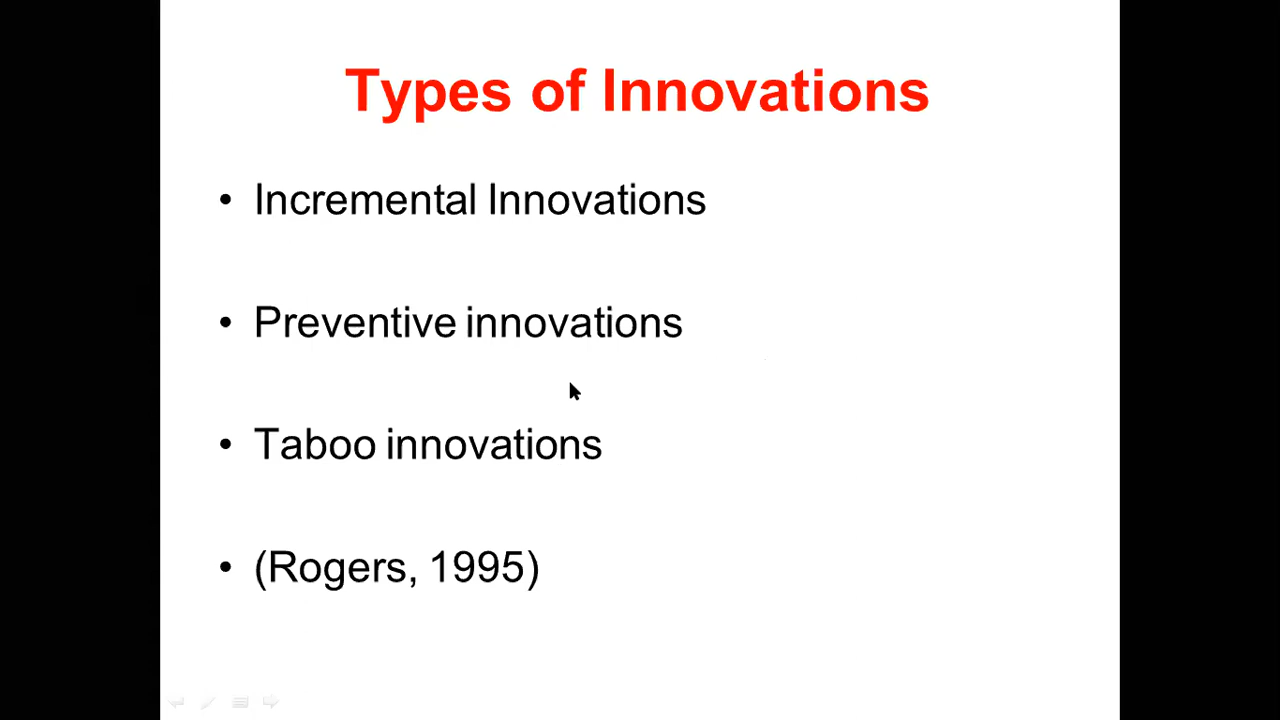 Types of Innovations
• Incremental Innovations
• Preventive innovations
• Taboo innovations
• (Rogers, 1995)